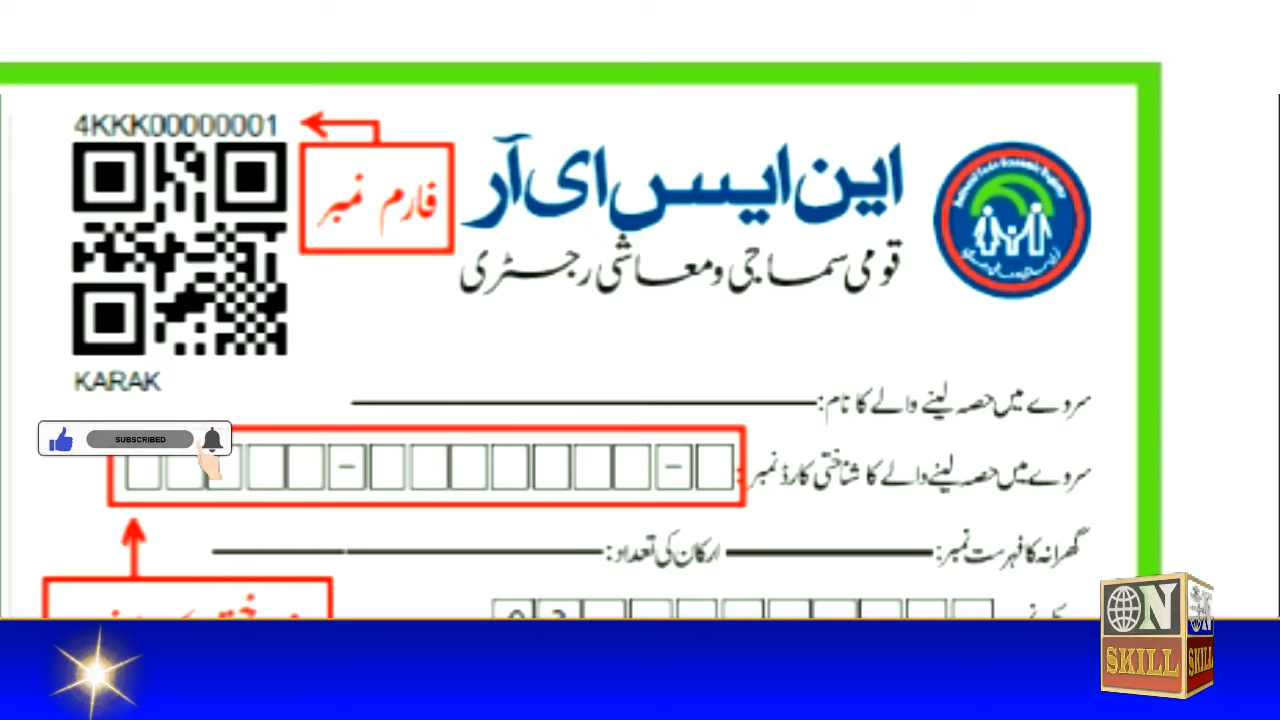 4KKK00000001
فارم نمبر
این ایس ای آر
قومی سماجی و معاشی رجسٹری
KARAK
سروے میں حصہ لینے والے کا نام:
SUBSCRIBED
سروے میں حصہ لینے والے کا شناختی کارڈ نمبر:
گھرانہ کا فہرست نمبر: ارکان کی تعداد:
ON
SKILL